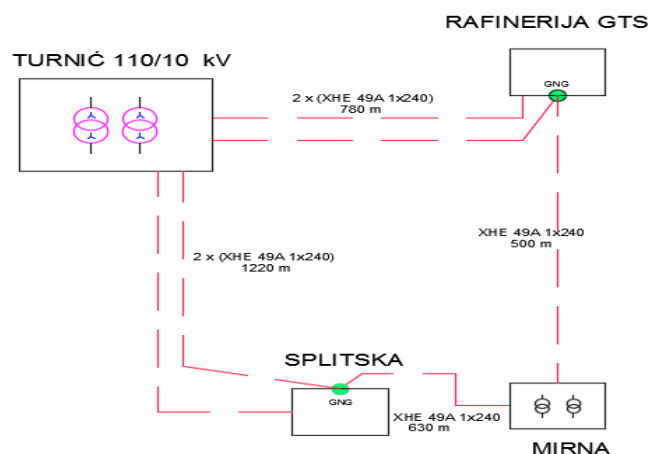 RAFINERIJA GTS
TURNIĆ 110/10 kV
GNG
2 x (XHE 49A 1x240)
780 m
XHE 49A 1x240
500 m
2 x (XHE 49A 1x240)
1220 m
SPLITSKA
GNG
XHE 49A 1x240
630 m
MIRNA